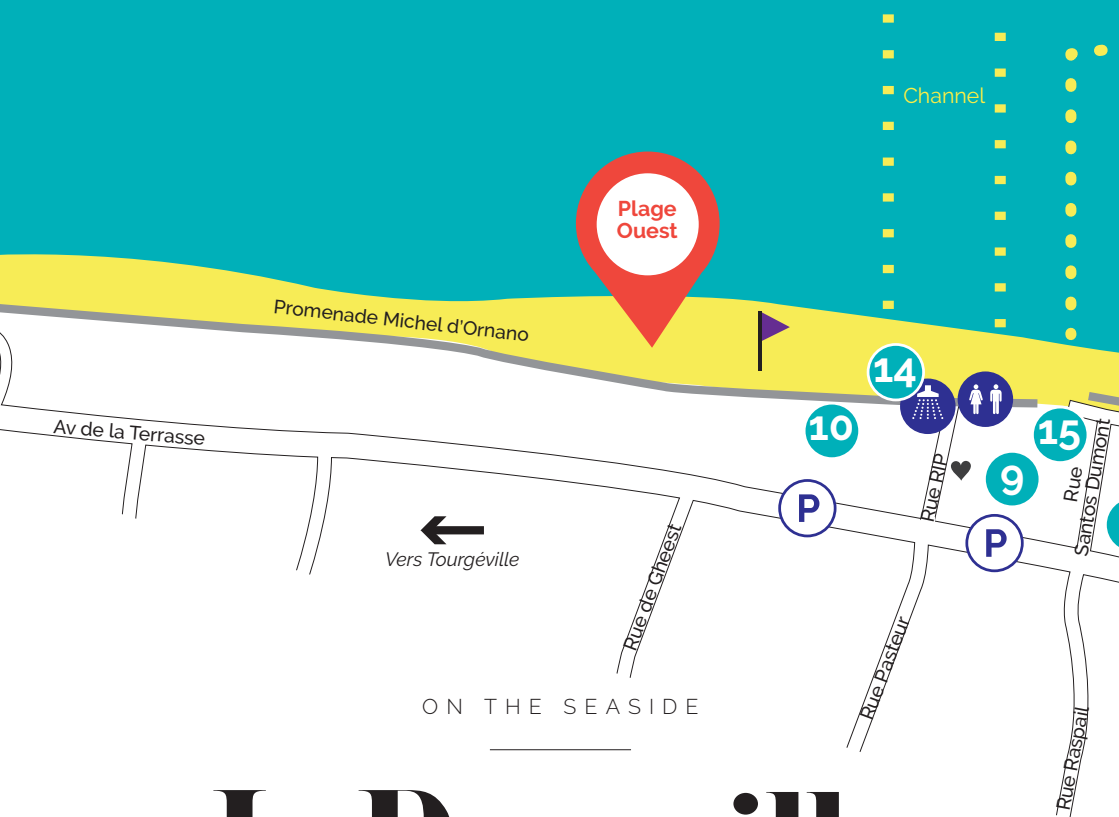 Channel
Plage
Ouest
Promenade Michel d'Ornano
14
10
15
9
Av de la Terrasse
Rue RIP
Rue
Santos Dumont
P
P
Vers Tourgéville
Rue de Gheest
Rue Pasteur
Rue Raspail
ON THE SEASIDE